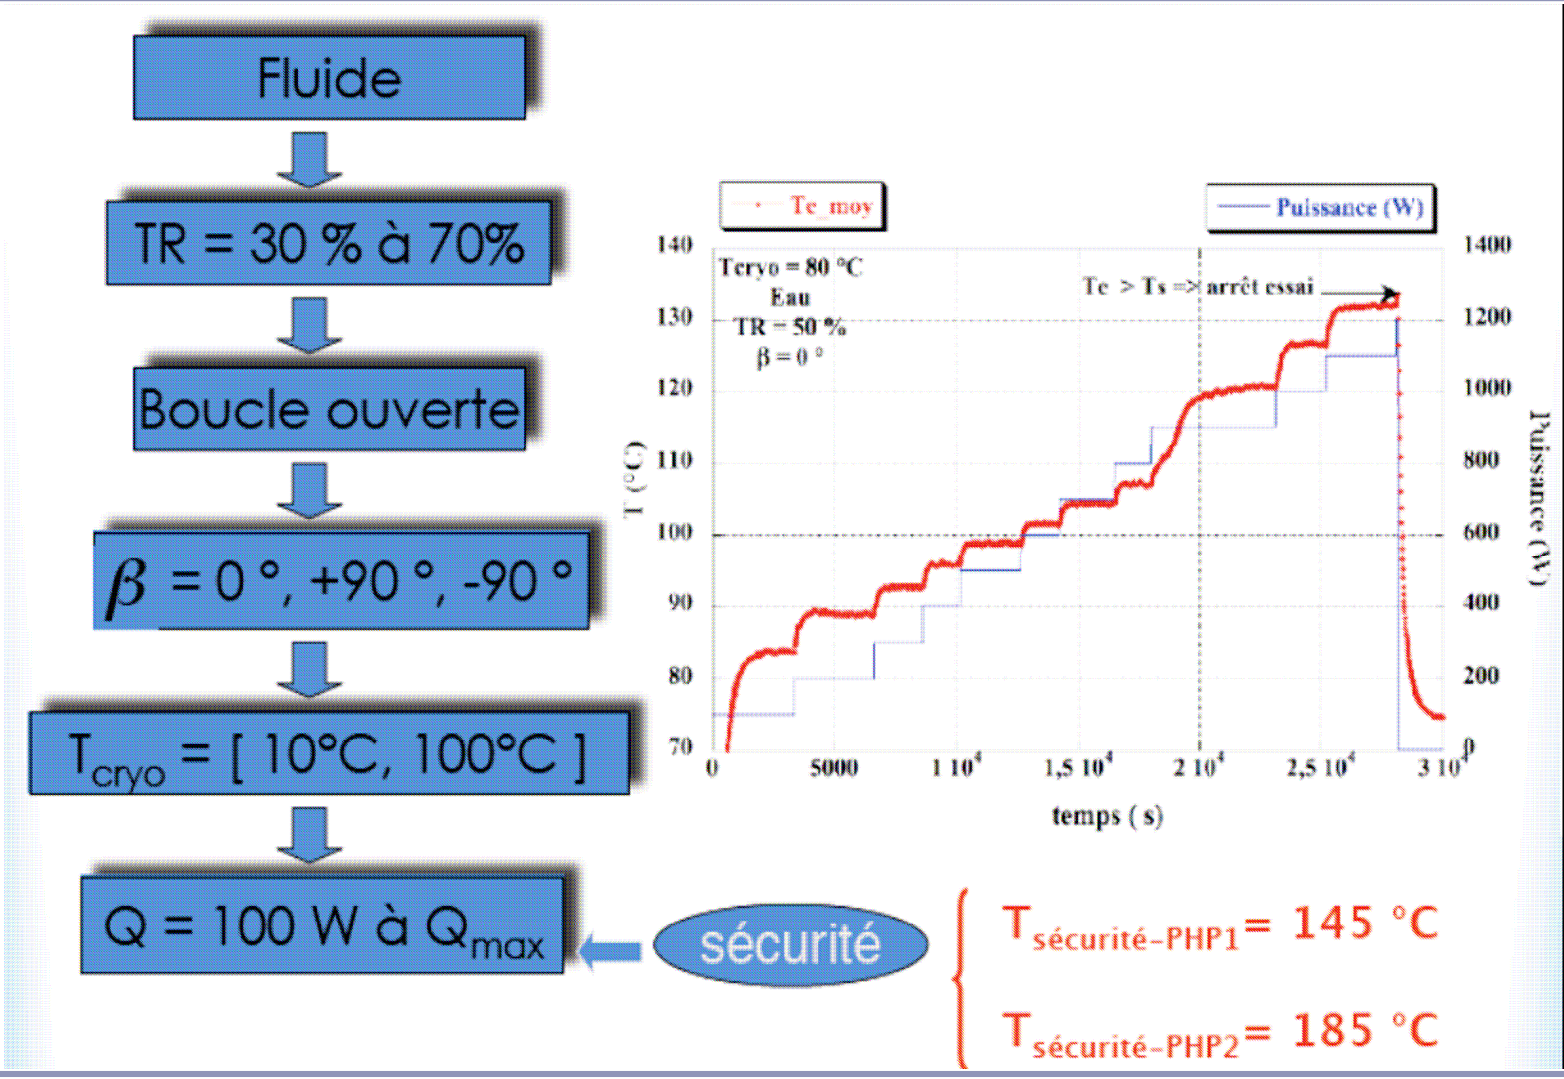 Fluide
TR = 30 % à 70%
Boucle ouverte
β = 0 °, +90 °, -90 °
Tcryo = [ 10°C, 100°C ]
Q = 100 W à Qmax
sécurité
Tsécurité-PHP1 = 145 °C
Tsécurité-PHP2 = 185 °C
Te_moy
Puissance (W)
Tcryo = 80 °C
Eau
TR = 50 %
β = 0 °
Te > Ts => arrêt essai
T (°C)
140
130
120
110
100
90
80
70
1400
1200
1000
800
600
400
200
0
Puissance (W)
0 5000 1 10⁴ 1,5 10⁴ 2 10⁴ 2,5 10⁴ 3 10⁴
temps ( s)